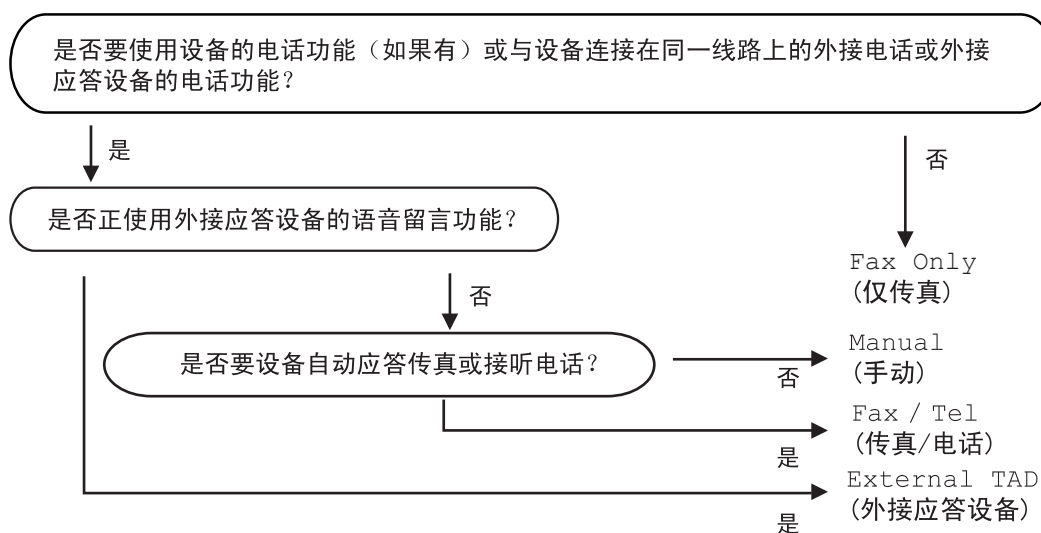 是否要使用设备的电话功能（如果有）或与设备连接在同一线路上的外接电话或外接
应答设备的电话功能？
是
否
是否正使用外接应答设备的语音留言功能？
Fax Only
(仅传真)
否
是否要设备自动应答传真或接听电话？
否
Manual
(手动)
是
Fax / Tel
(传真/电话)
是
External TAD
(外接应答设备)